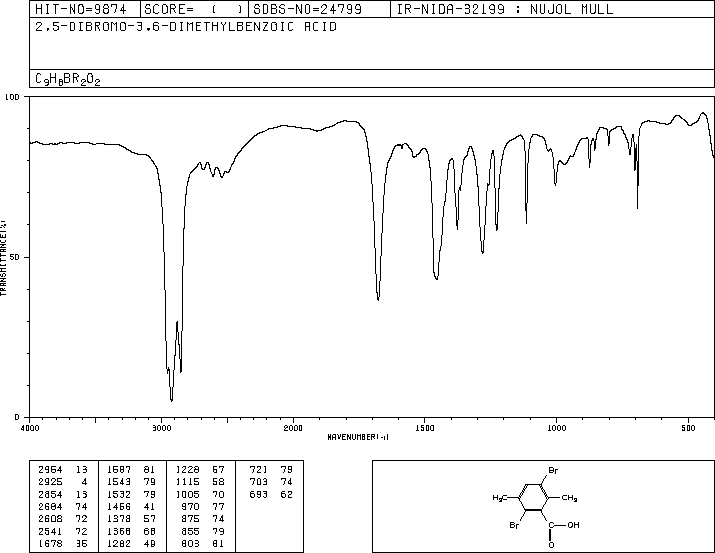 HIT-NO=9874 SCORE= ( ) SDBS-NO=24799 IR-NIDA-32199 : NUJOL MULL
2,5-DIBROMO-3,6-DIMETHYLBENZOIC ACID
C9H8BR2O2
100
50
0
TRANSMITTANCE(%)
4000 3000 2000 1500 1000 500
WAVENUMBER(-1)
2954 13 1587 81 1228 57 721 79
2925 4 1543 79 1115 58 703 74
2854 13 1532 79 1005 70 693 62
2684 74 1456 41 970 77
2608 72 1378 57 875 74
2541 72 1368 68 855 79
1678 35 1282 49 803 81
Br
H3C
CH3
Br
C
OH
O